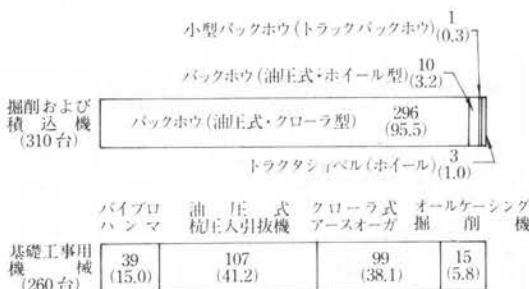 1
小型バックホウ(トラックバックホウ)(0.3)
10
バックホウ(油圧式・ホイール型)(3.2)
掘削および
積込機
(310台)
バックホウ(油圧式・クローラ型)
296
(95.5)
3
トラクタショベル(ホイール)(1.0)
バイブロ
ハンマ
油圧式
杭圧入引抜機
クローラ式
アースオーガ
オールケーシング
掘削機
基礎工事用
機械
(260台)
39
(15.0)
107
(41.2)
99
(38.1)
15
(5.8)